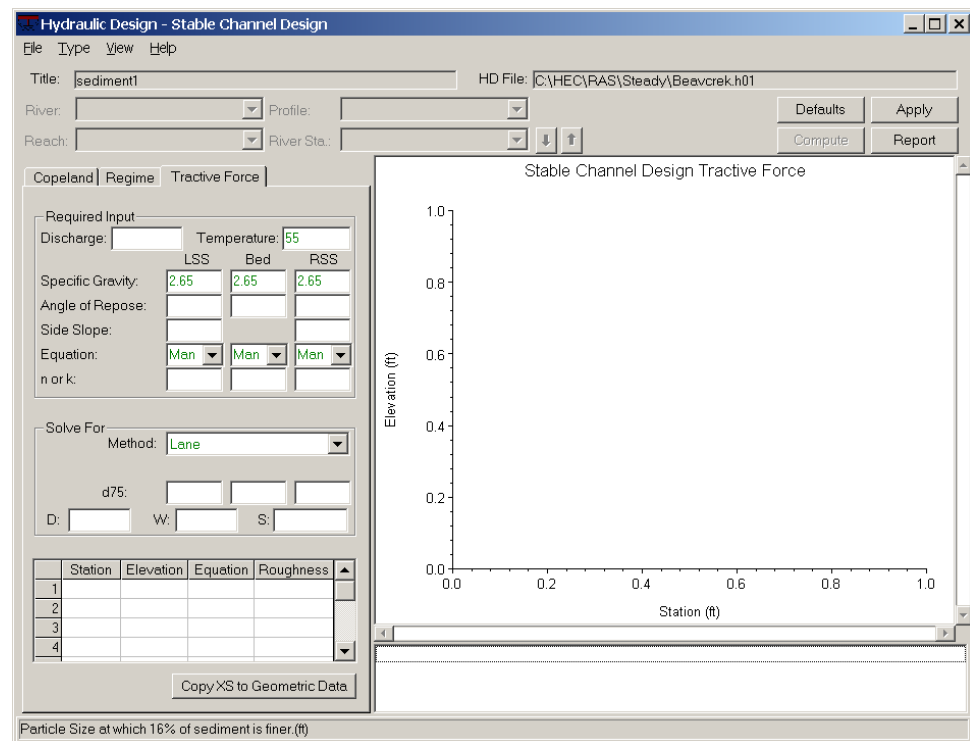 Hydraulic Design - Stable Channel Design
File Type View Help
Title: sediment1 HD File: C:\HEC\RAS\Steady\Beavcrek.h01
River: Profile: Defaults Apply
Reach: River Sta.: Compute Report
Copeland Regime Tractive Force
Required Input
Discharge: Temperature: 55
LSS Bed RSS
Specific Gravity: 2.65 2.65 2.65
Angle of Repose:
Side Slope:
Equation: Man Man Man
n or k:
Solve For
Method: Lane
d75:
D: W: S:
Station Elevation Equation Roughness
1
2
3
4
Copy XS to Geometric Data
Stable Channel Design Tractive Force
1.0
0.8
0.6
0.4
0.2
0.0
Elevation (ft)
0.0 0.2 0.4 0.6 0.8 1.0
Station (ft)
Particle Size at which 16% of sediment is finer.(ft)